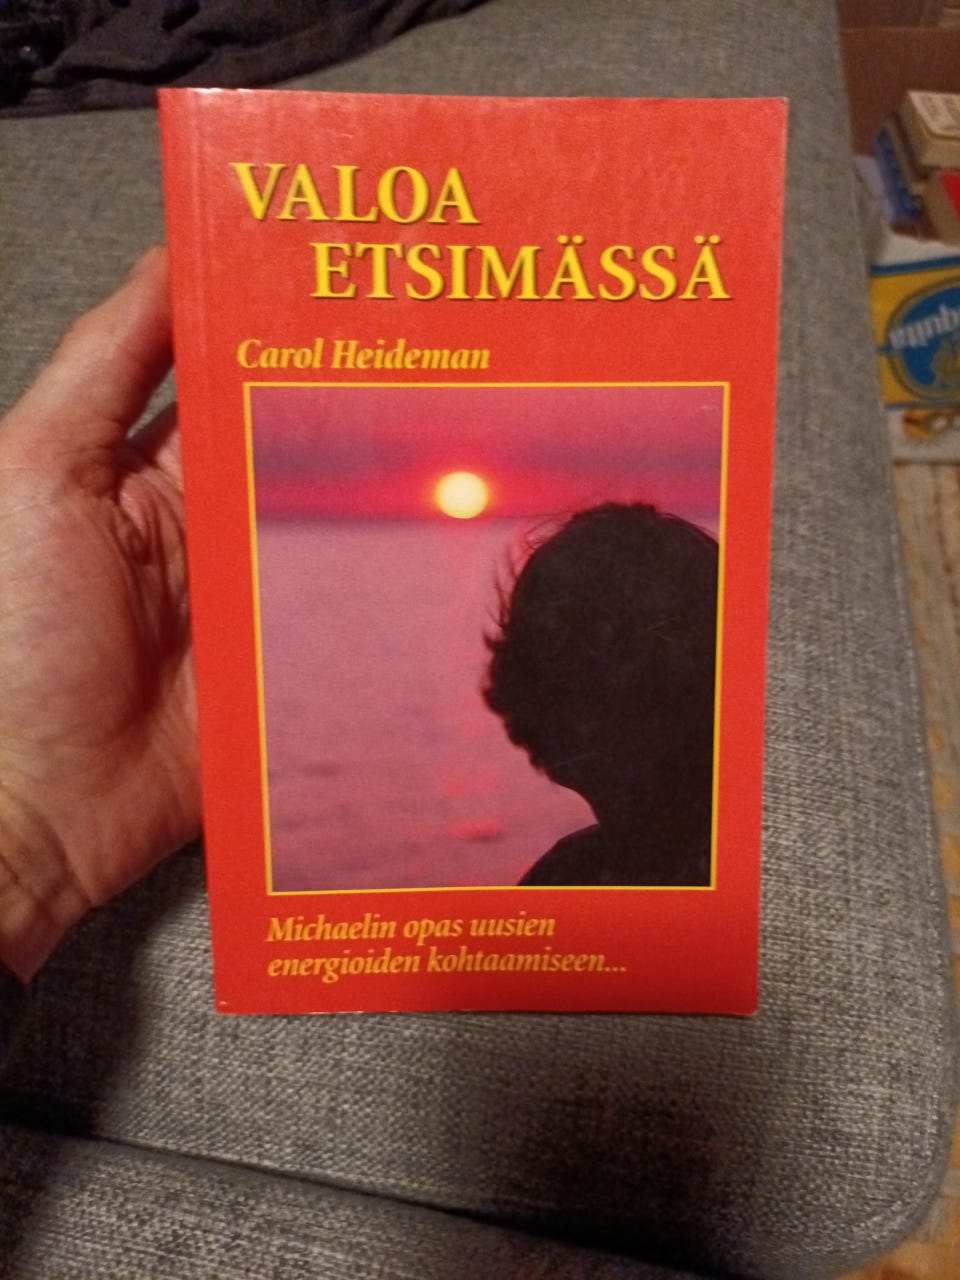 VALOA
ETSIMÄSSÄ
Carol Heideman
Michaelin opas uusien
energioiden kohtaamiseen...